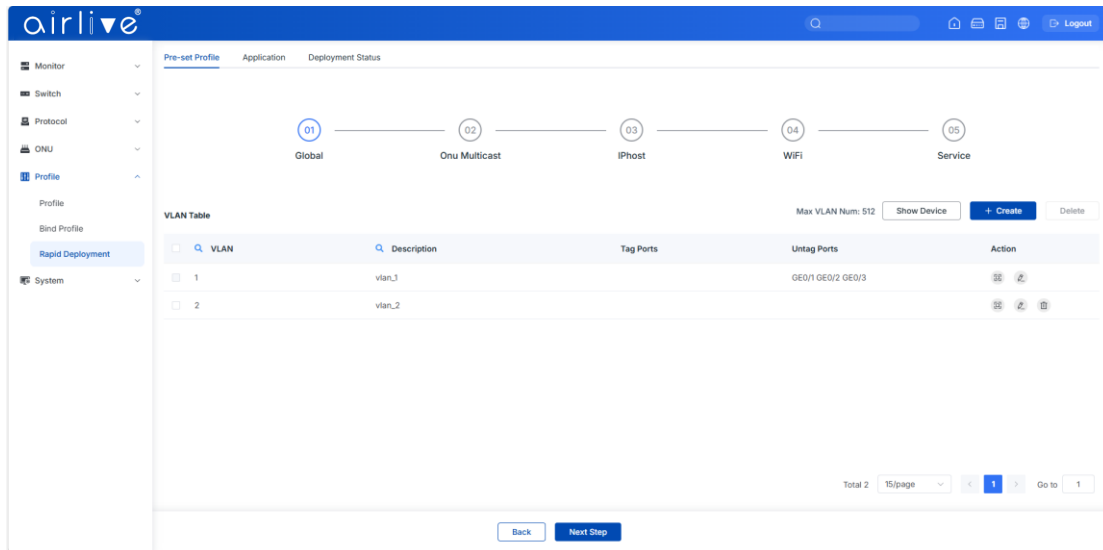 airlive®
Logout
Monitor
Switch
Protocol
ONU
Profile
Profile
Bind Profile
Rapid Deployment
System
Pre-set Profile Application Deployment Status
01 02 03 04 05
Global Onu Multicast IPhost WiFi Service
VLAN Table Max VLAN Num: 512 Show Device + Create Delete
VLAN Description Tag Ports Untag Ports Action
1 vlan_1 GE0/1 GE0/2 GE0/3
2 vlan_2
Total 2 15/page < 1 > Go to 1
Back Next Step